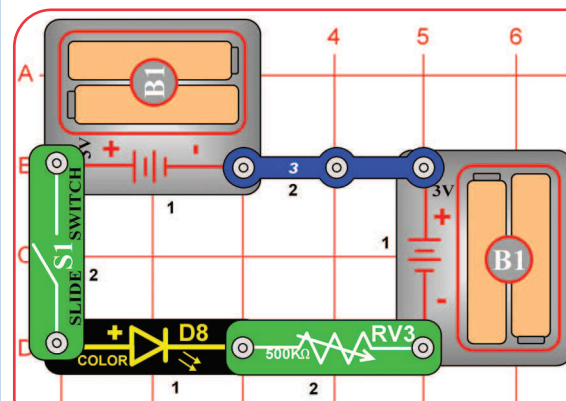 4 5 6
A
B1
+ -
3V
B
3
2
1
3V
+
1
-
B1
C
S1
SLIDE SWITCH
2
D
+ D8
COLOR
1
RV3
500KΩ
2